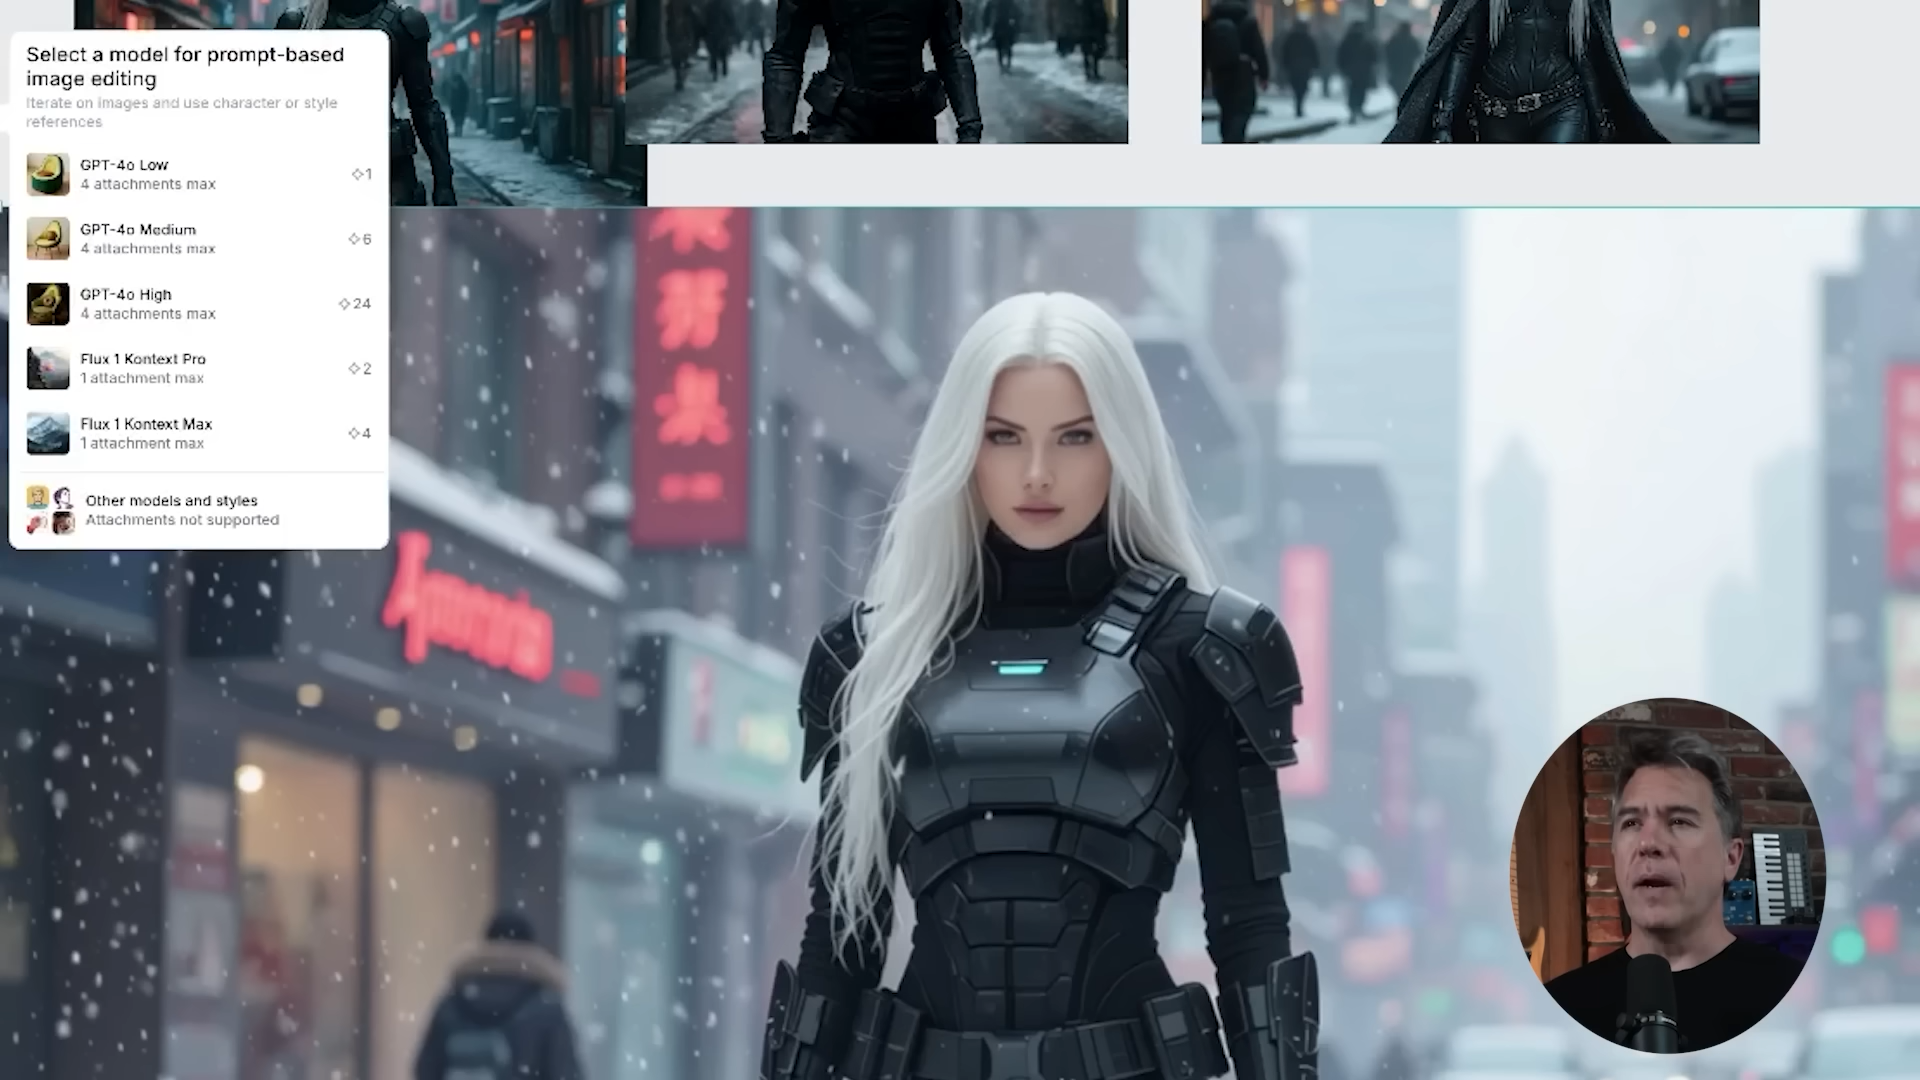 Select a model for prompt-based
image editing
Iterate on images and use character or style
references
GPT-4o Low
4 attachments max
1
GPT-4o Medium
4 attachments max
6
GPT-4o High
4 attachments max
24
Flux 1 Kontext Pro
1 attachment max
2
Flux 1 Kontext Max
1 attachment max
4
Other models and styles
Attachments not supported